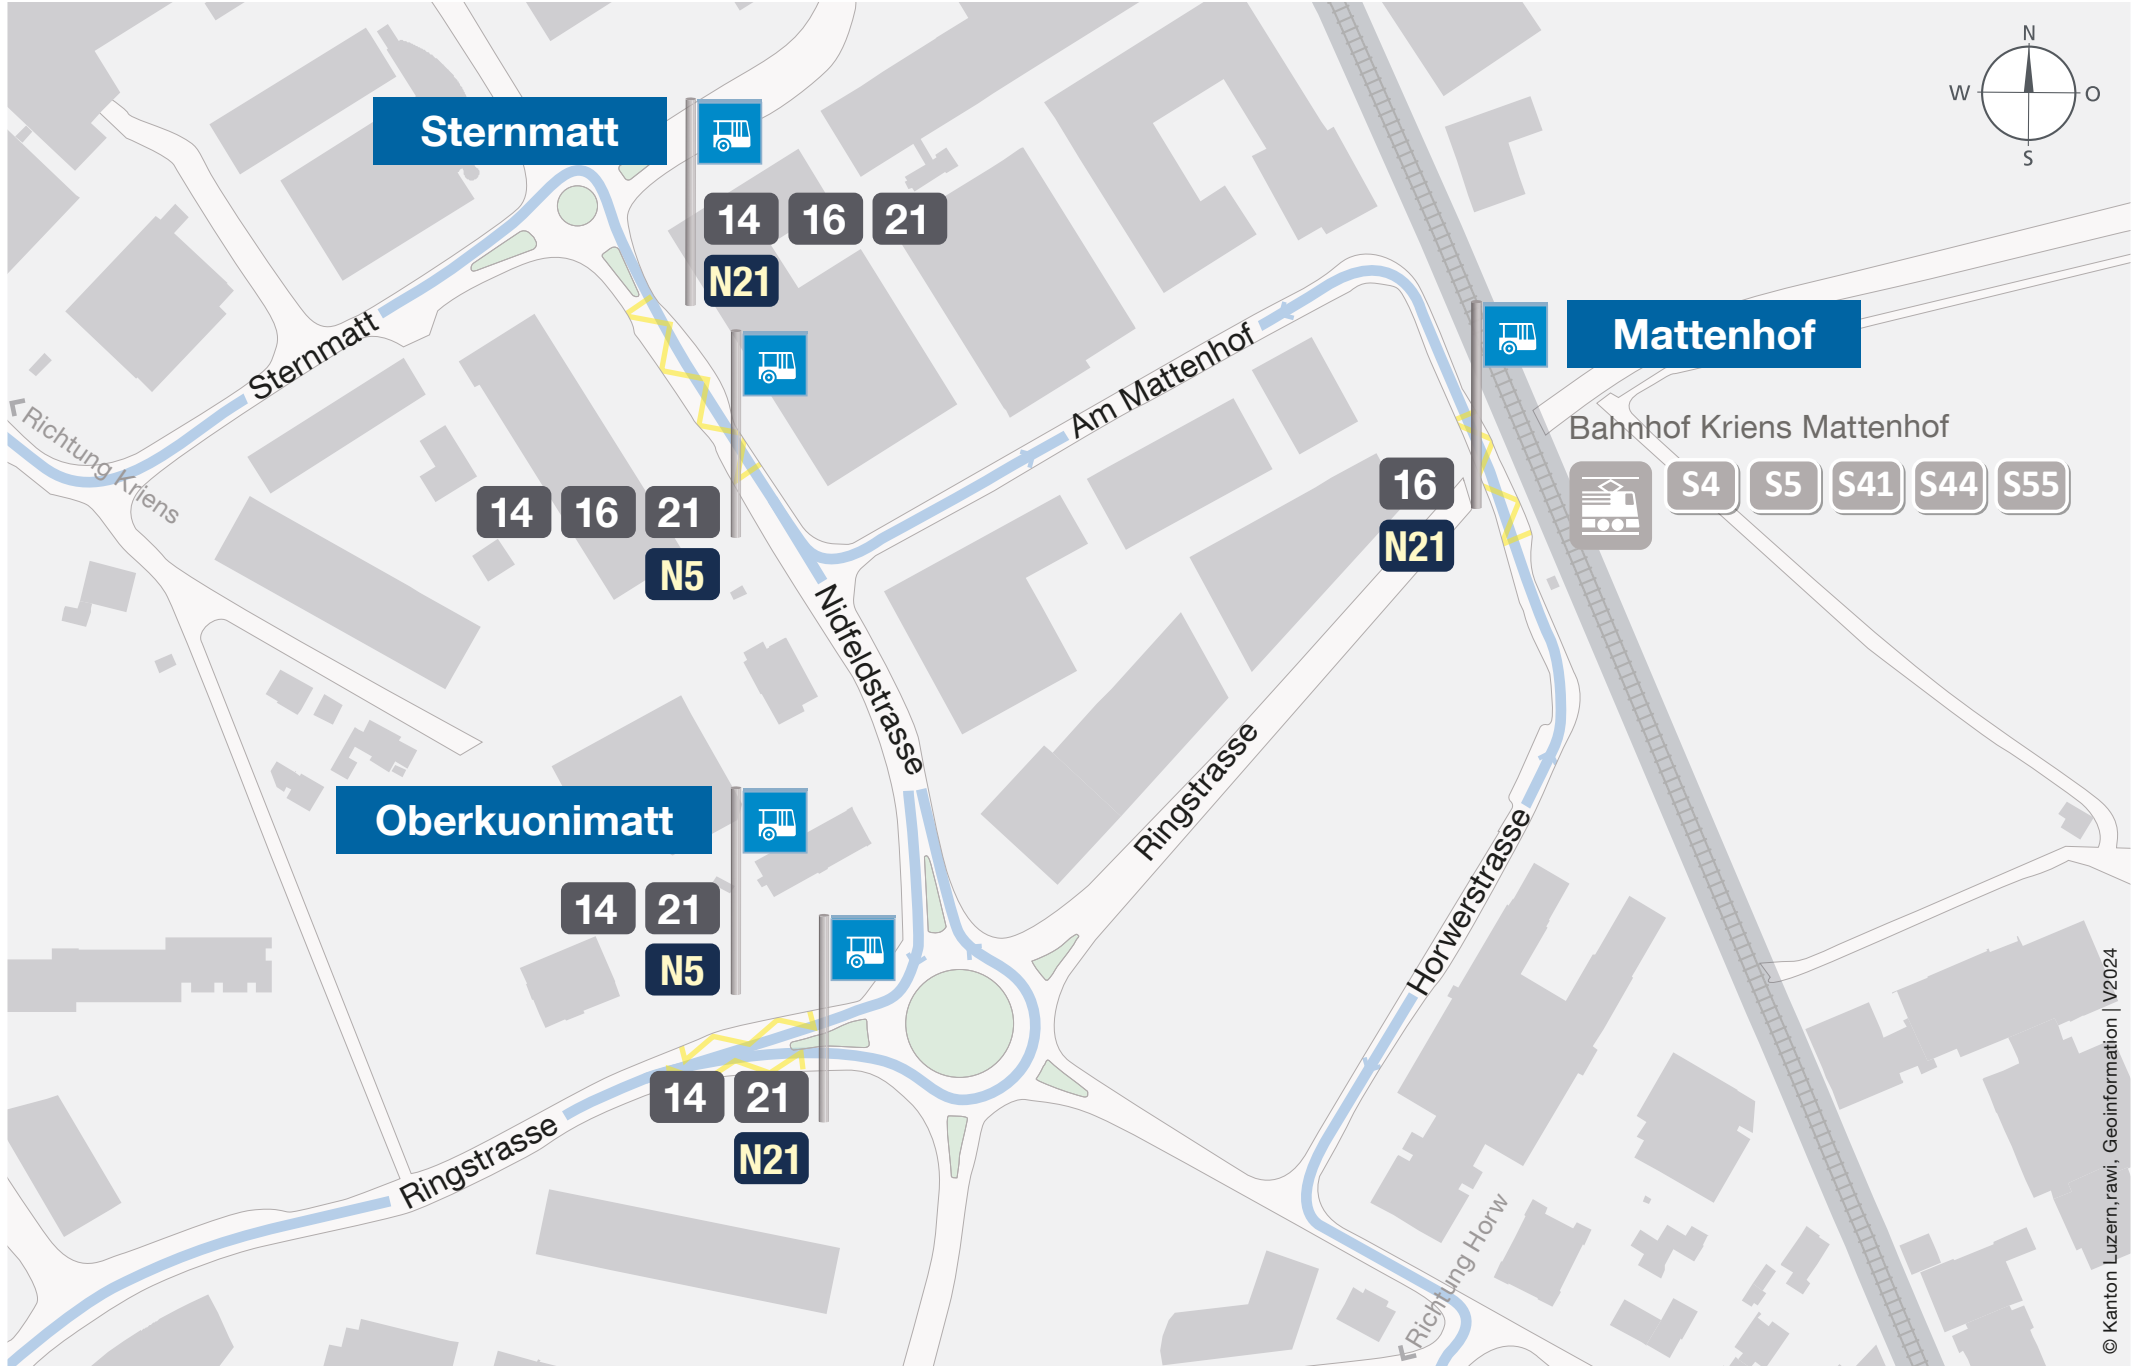 N
W
O
S
Sternmatt
14 16 21
N21
Mattenhof
Am Mattenhof
Sternmatt
Richtung Kriens
Bahnhof Kriens Mattenhof
S4 S5 S41 S44 S55
16
N21
14 16 21
N5
Nidfeldstrasse
Ringstrasse
Oberkuonimatt
14 21
N5
Horwerstrasse
14 21
N21
Ringstrasse
Richtung Horw
© Kanton Luzern,rawi, Geoinformation | V2024